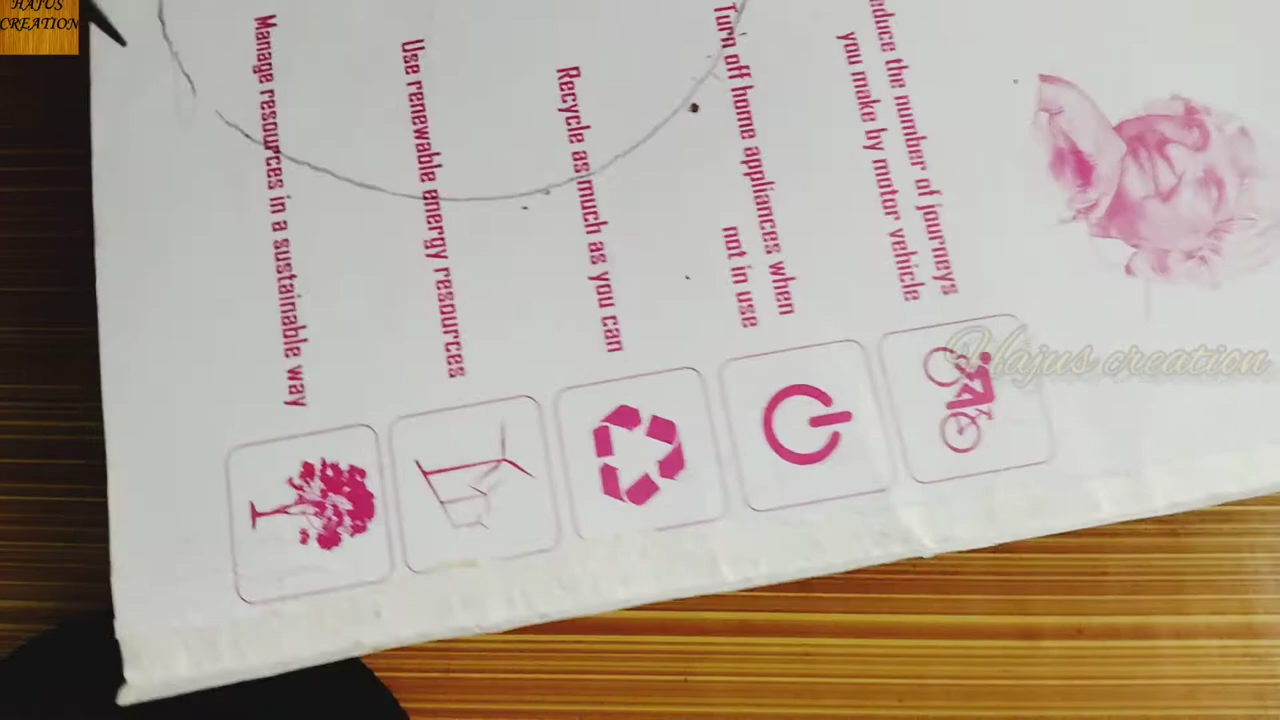 HAJUS
CREATION
educe the number of journeys
you make by motor vehicle
Turn off home appliances when
not in use
Recycle as much as you can
Use renewable energy resources
Manage resources in a sustainable way
Hajus creation